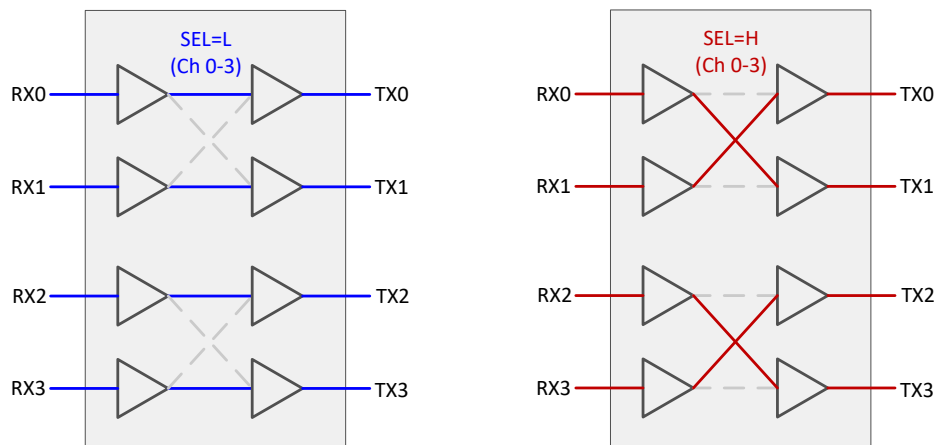 SEL=L
(Ch 0-3)
RX0
TX0
RX1
TX1
RX2
TX2
RX3
TX3
SEL=H
(Ch 0-3)
RX0
TX0
RX1
TX1
RX2
TX2
RX3
TX3